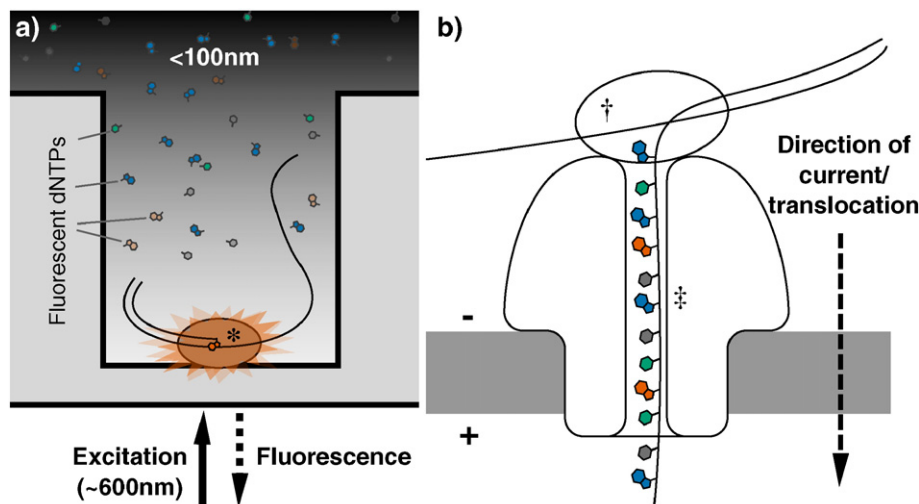 a)
<100nm
Fluorescent dNTPs
*
Excitation
(~600nm)
Fluorescence
b)
†
‡
Direction of
current/
translocation
-
+